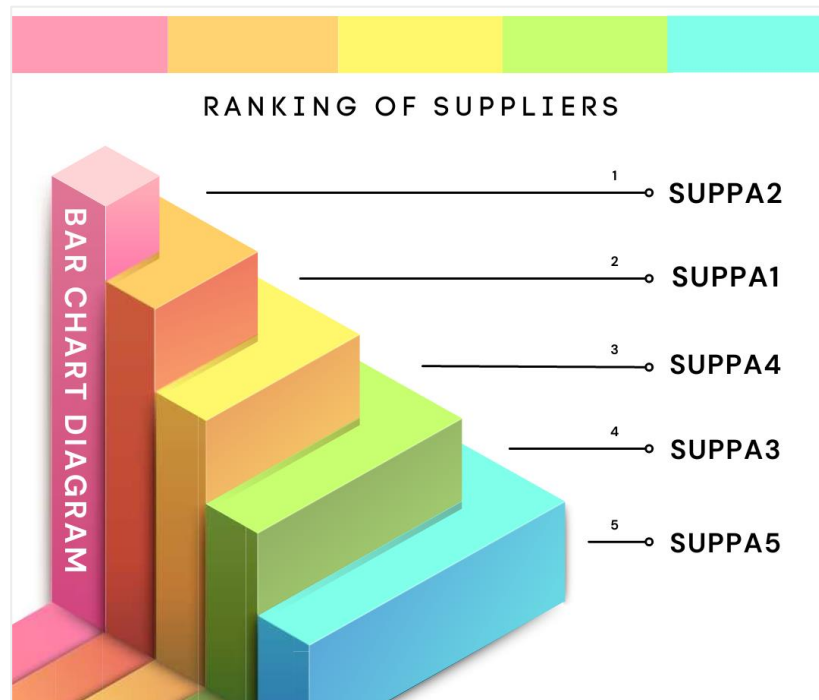 RANKING OF SUPPLIERS
BAR CHART DIAGRAM
1
SUPPA2
2
SUPPA1
3
SUPPA4
4
SUPPA3
5
SUPPA5